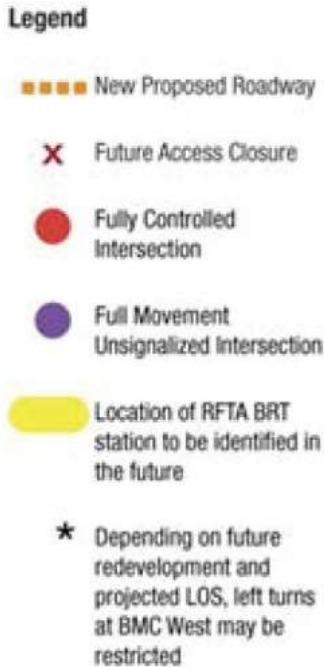 Legend
New Proposed Roadway
X Future Access Closure
Fully Controlled
Intersection
Full Movement
Unsignalized Intersection
Location of RFTA BRT
station to be identified in
the future
* Depending on future
redevelopment and
projected LOS, left turns
at BMC West may be
restricted